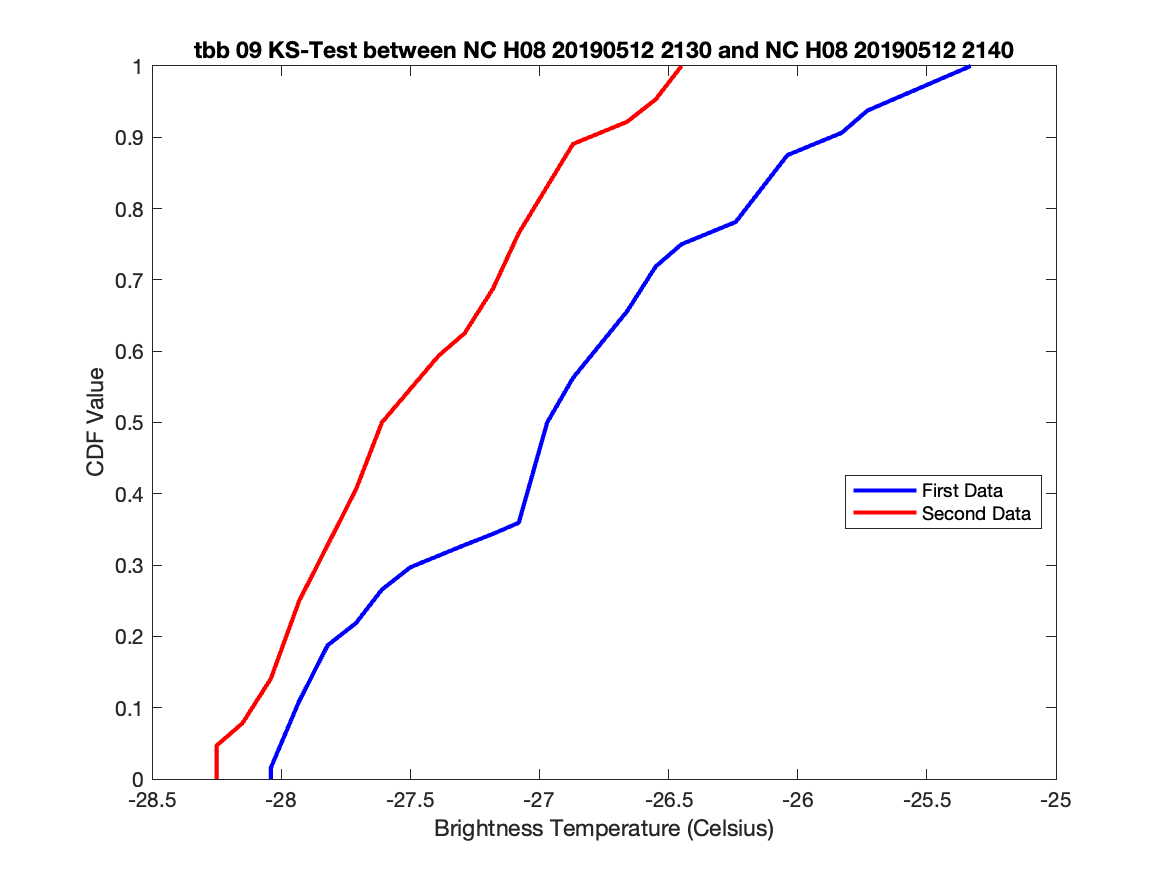 tbb 09 KS-Test between NC H08 20190512 2130 and NC H08 20190512 2140
1
0.9
0.8
0.7
0.6
0.5
0.4
0.3
0.2
0.1
0
CDF Value
First Data
Second Data
-28.5 -28 -27.5 -27 -26.5 -26 -25.5 -25
Brightness Temperature (Celsius)